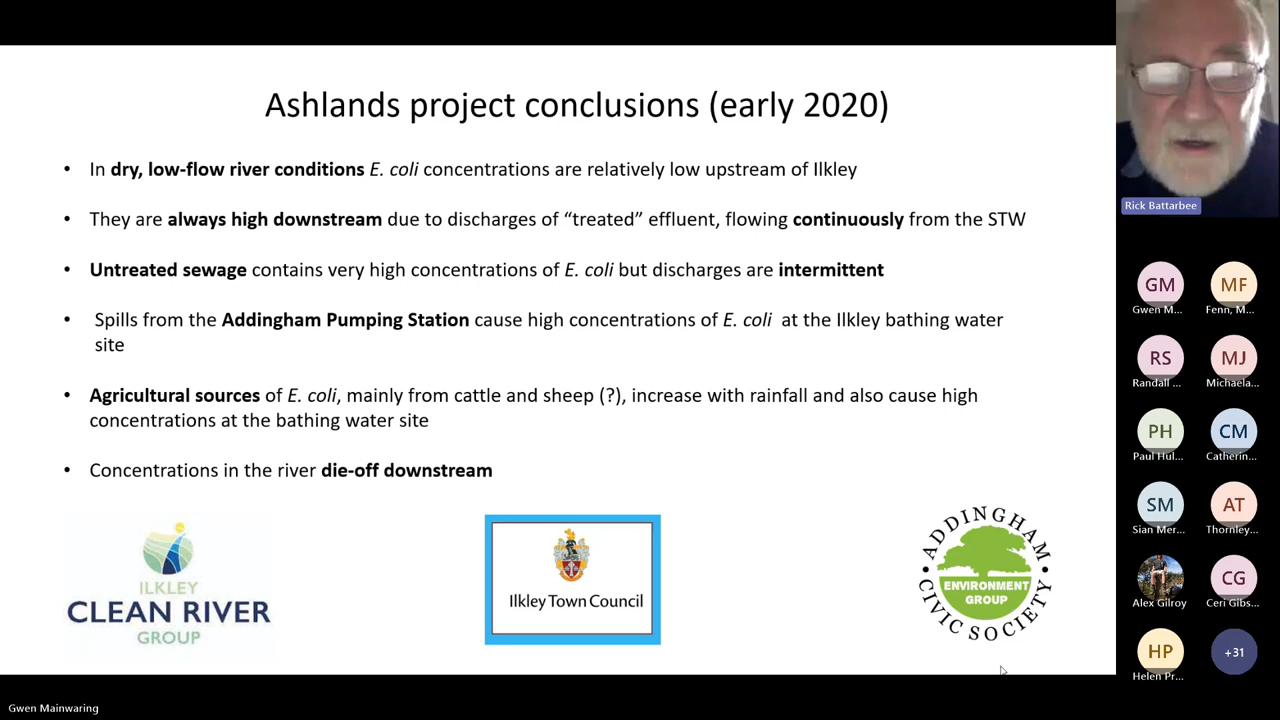 Ashlands project conclusions (early 2020)
• In dry, low-flow river conditions E. coli concentrations are relatively low upstream of Ilkley
• They are always high downstream due to discharges of “treated” effluent, flowing continuously from the STW
• Untreated sewage contains very high concentrations of E. coli but discharges are intermittent
• Spills from the Addingham Pumping Station cause high concentrations of E. coli at the Ilkley bathing water
site
• Agricultural sources of E. coli, mainly from cattle and sheep (?), increase with rainfall and also cause high
concentrations at the bathing water site
• Concentrations in the river die-off downstream
ILKLEY
CLEAN RIVER
GROUP
Ilkley Town Council
ADDINGHAM
ENVIRONMENT
GROUP
CIVIC SOCIETY
Rick Battarbee
GM
MF
Gwen M...
Fenn, M...
RS
MJ
Randall ...
Michaela...
PH
CM
Paul Hul...
Catherin...
SM
AT
Sian Mer...
Thornley...
CG
Alex Gilroy
Ceri Gibs...
HP
+31
Helen Pr...
Gwen Mainwaring